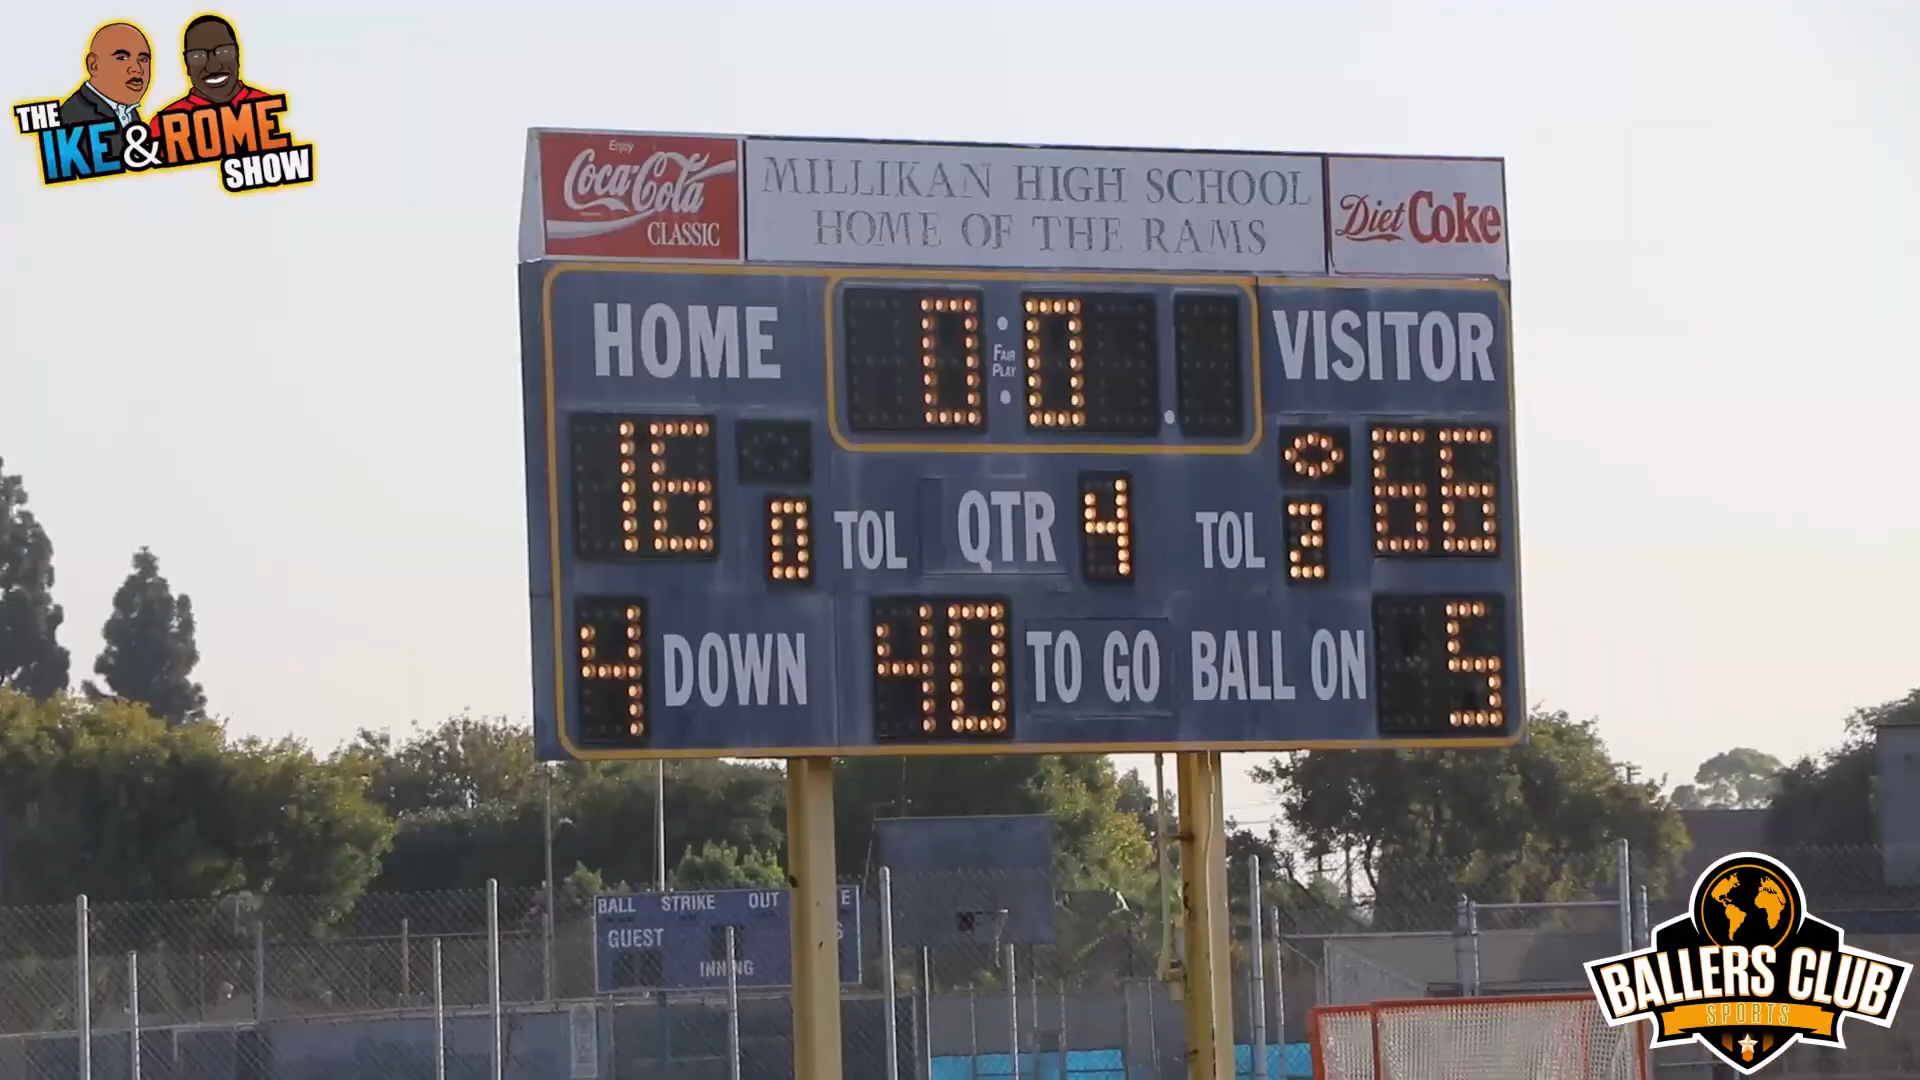 THE
IKE & ROME
SHOW
Enjoy
Coca-Cola
CLASSIC
MILLIKAN HIGH SCHOOL
HOME OF THE RAMS
Diet Coke
HOME
0:0
FAIR
PLAY
VISITOR
16
0 TOL
QTR 4
TOL 2
66
4 DOWN
40 TO GO
BALL ON 5
BALL STRIKE OUT
GUEST
INNING
BALLERS CLUB
SPORTS